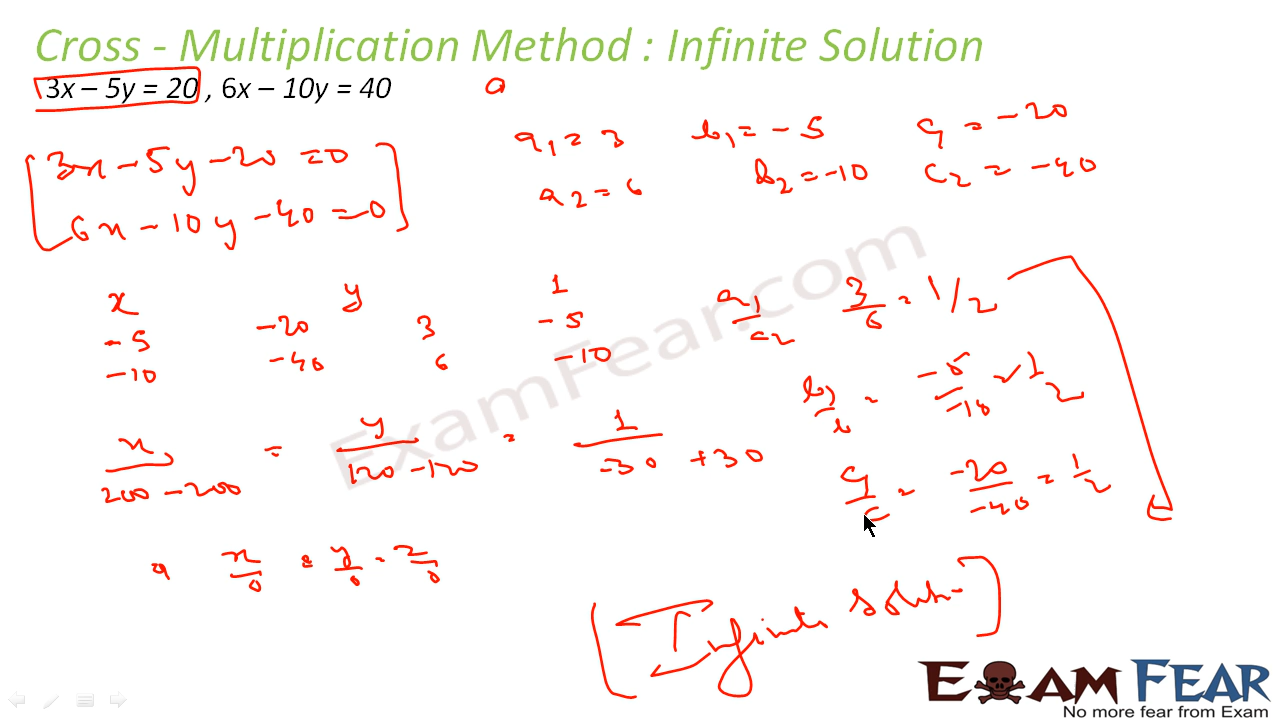 Cross - Multiplication Method : Infinite Solution
3x – 5y = 20 , 6x – 10y = 40
a
a1 = 3 b1 = - 5 c1 = - 20
a2 = 6 b2 = -10 c2 = -40
3x - 5y - 20 = 0
6x - 10y - 40 = 0
x y 1
-5 -20 3 -5
-10 -40 6 -10
a1/a2 3/6 = 1/2
b1/b = -5/-10 = 1/2
x/200 - 200 = y/120 - 120 = 1/-30 + 30
c1/c = -20/-40 = 1/2
x/0 = y/0 = z/0
Infinite Solution
ExamFear.com
EXAM FEAR
No more fear from Exam